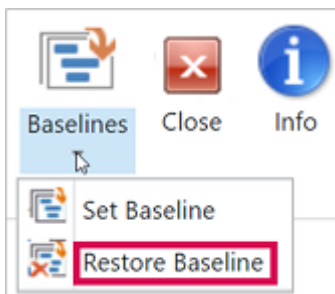 Baselines
Close
Info
Set Baseline
Restore Baseline